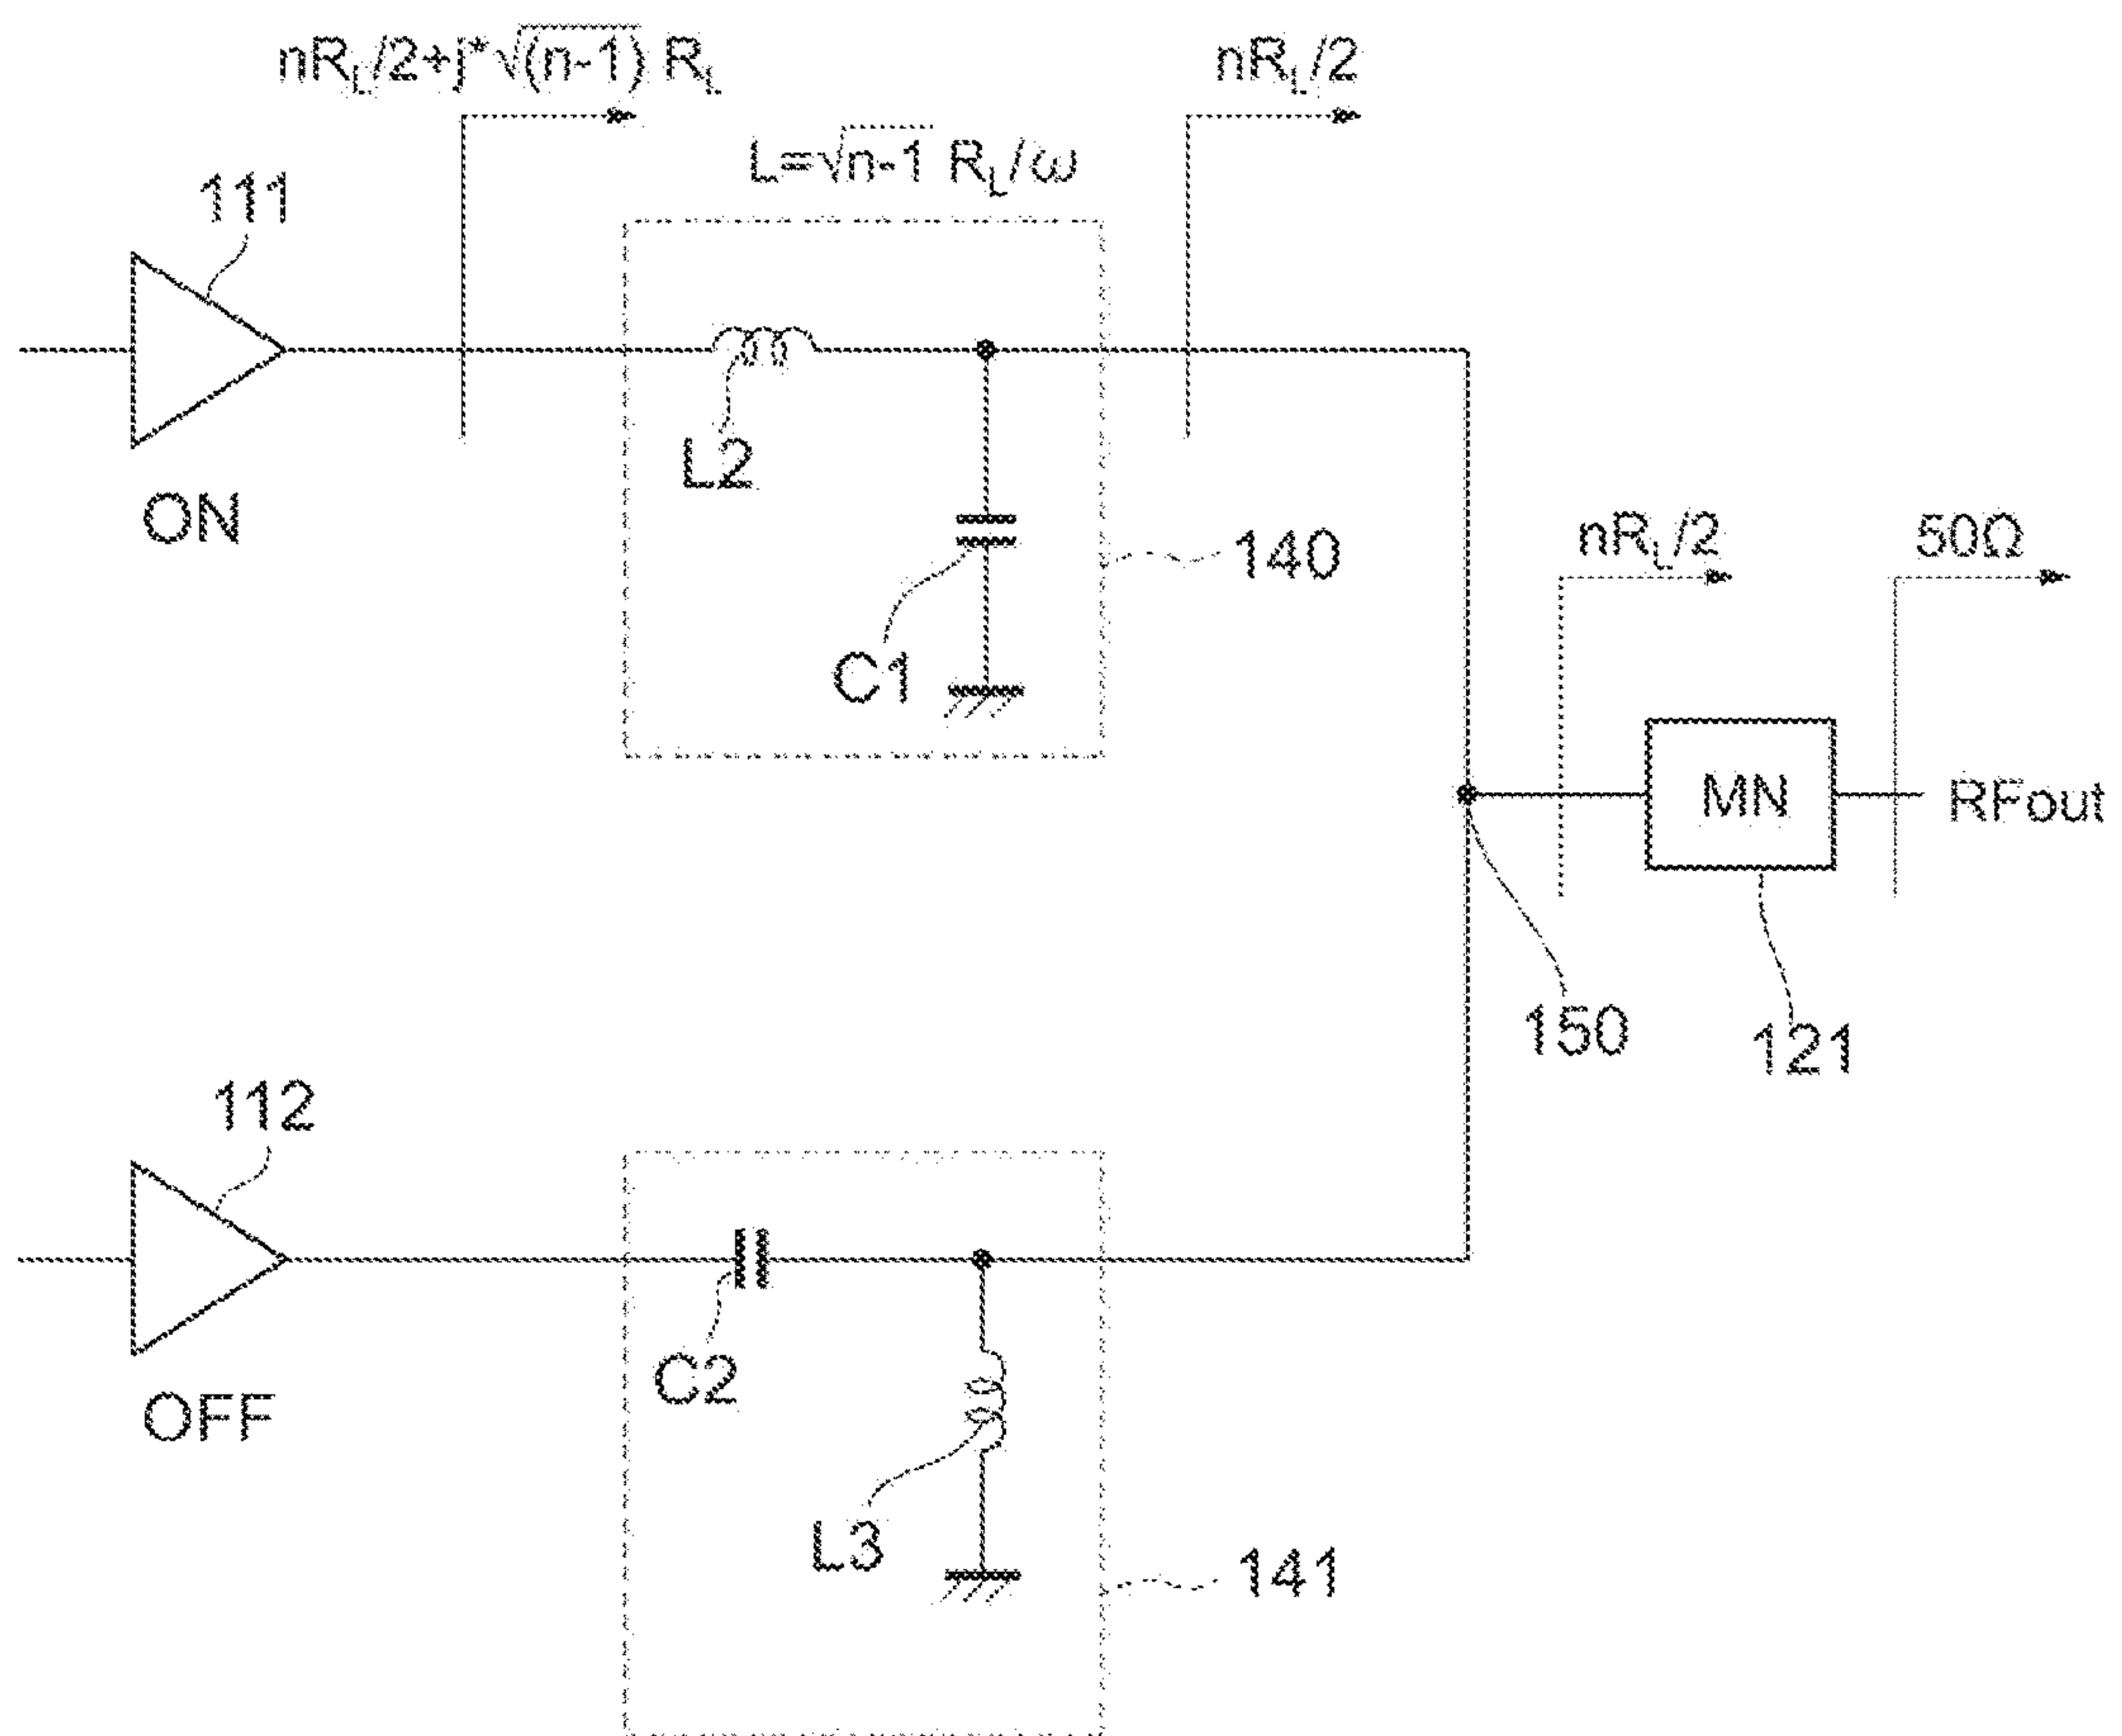 nR_L/2+j*√(n-1) R_L
nR_L/2
L=√n-1 R_L/ω
111
ON
L2
C1
140
nR_L/2
50Ω
MN
RFout
150
121
112
OFF
C2
L3
141